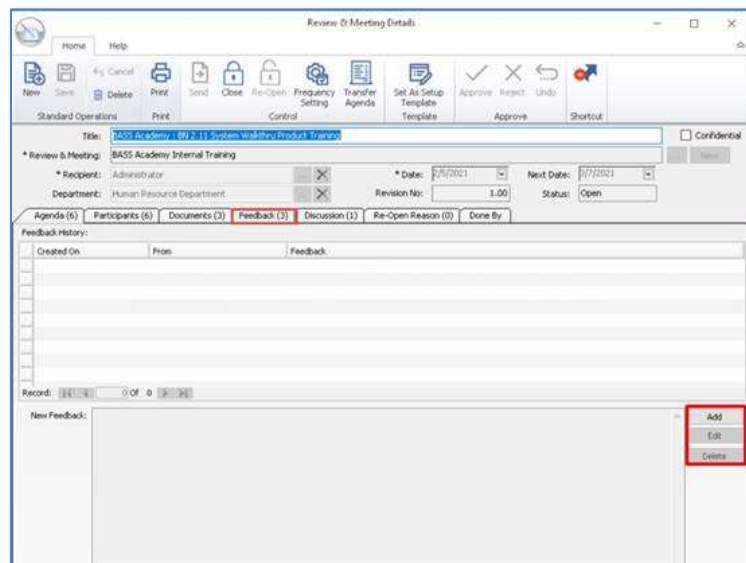 Review & Meeting Details
Home Help
New Save Cancel Delete Print Send Close Re-Open Frequency Setting Transfer Agenda Set As Setup Template Approve Reject Undo
Standard Operations Print Control Template Approve Shortcut
Title: BASS Academy : BN 2.11 System Walkthru Product Training Confidential
* Review & Meeting: BASS Academy Internal Training ... New
* Recipient: Administrator ... * Date: 2/5/2021 Next Date:
Department: Human Resource Department ... Revision No: 1.00 Status: Open
Agenda (6) Participants (6) Documents (3) Feedback (3) Discussion (1) Re-Open Reason (0) Done By
Feedback History:
Created On From Feedback
Record: 0 Of 0
New Feedback: Add
Edit
Delete